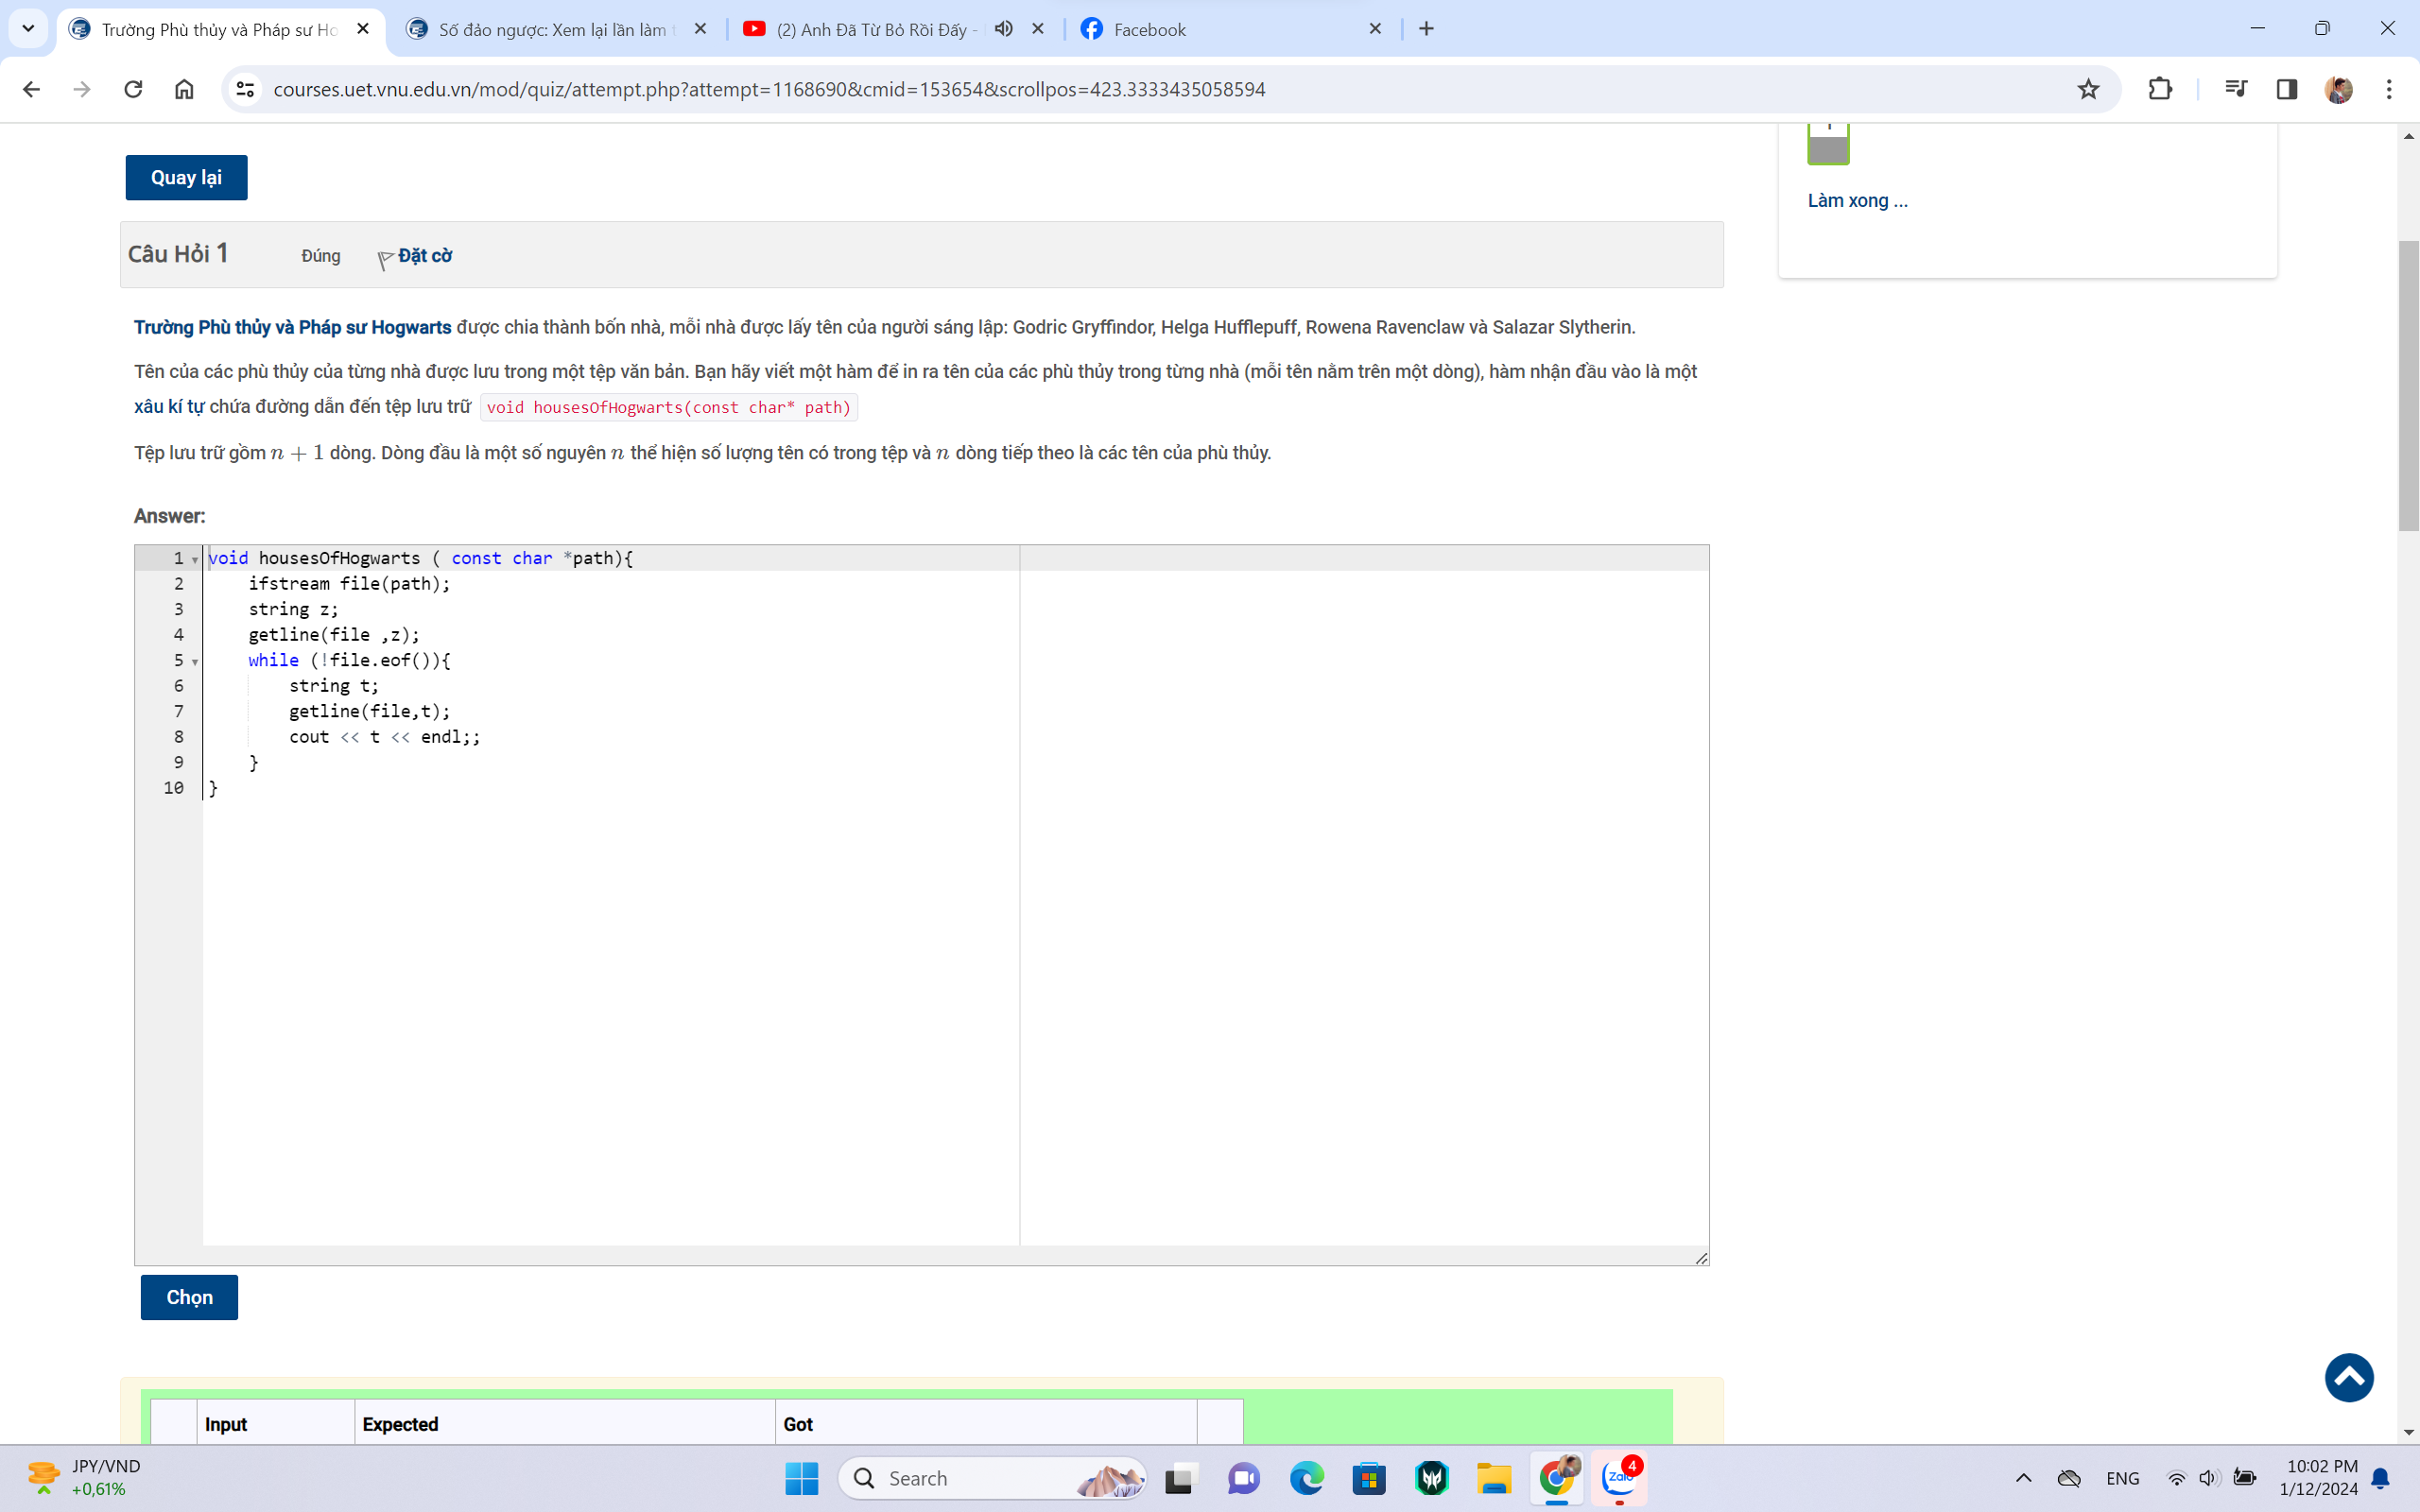 Trường Phù thủy và Pháp sư Ho
Số đảo ngược: Xem lại lần làm t
(2) Anh Đã Từ Bỏ Rồi Đấy -
Facebook
courses.uet.vnu.edu.vn/mod/quiz/attempt.php?attempt=1168690&cmid=153654&scrollpos=423.3333435058594
Quay lại
Làm xong ...
Câu Hỏi 1 Đúng Đặt cờ
Trường Phù thủy và Pháp sư Hogwarts được chia thành bốn nhà, mỗi nhà được lấy tên của người sáng lập: Godric Gryffindor, Helga Hufflepuff, Rowena Ravenclaw và Salazar Slytherin.
Tên của các phù thủy của từng nhà được lưu trong một tệp văn bản. Bạn hãy viết một hàm để in ra tên của các phù thủy trong từng nhà (mỗi tên nằm trên một dòng), hàm nhận đầu vào là một
xâu kí tự chứa đường dẫn đến tệp lưu trữ void housesOfHogwarts(const char* path)
Tệp lưu trữ gồm n + 1 dòng. Dòng đầu là một số nguyên n thể hiện số lượng tên có trong tệp và n dòng tiếp theo là các tên của phù thủy.
Answer:
1 void housesOfHogwarts ( const char *path){
2 ifstream file(path);
3 string z;
4 getline(file ,z);
5 while (!file.eof()){
6 string t;
7 getline(file,t);
8 cout << t << endl;;
9 }
10 }
Chọn
Input Expected Got
JPY/VND
+0,61%
Search
Zalo
4
ENG
10:02 PM
1/12/2024